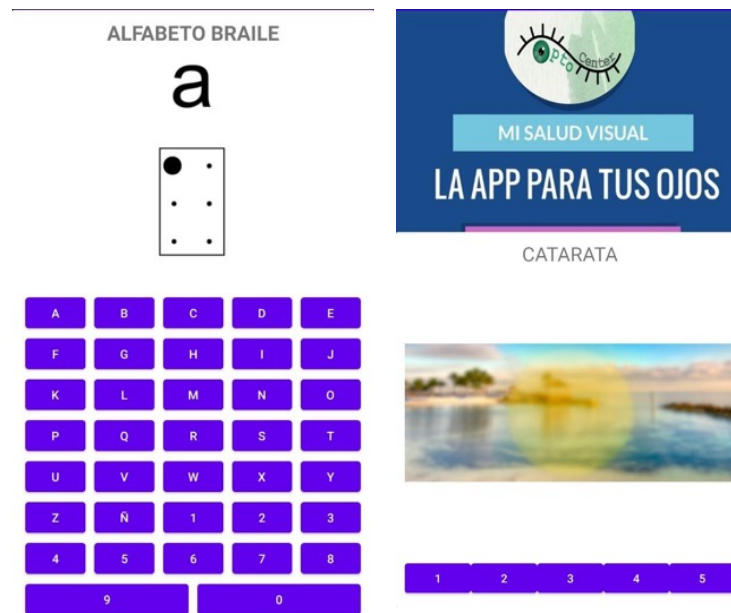 ALFABETO BRAILE
a
A B C D E
F G H I J
K L M N O
P Q R S T
U V W X Y
Z Ñ 1 2 3
4 5 6 7 8
9 0
Opto Center
MI SALUD VISUAL
LA APP PARA TUS OJOS
CATARATA
1 2 3 4 5